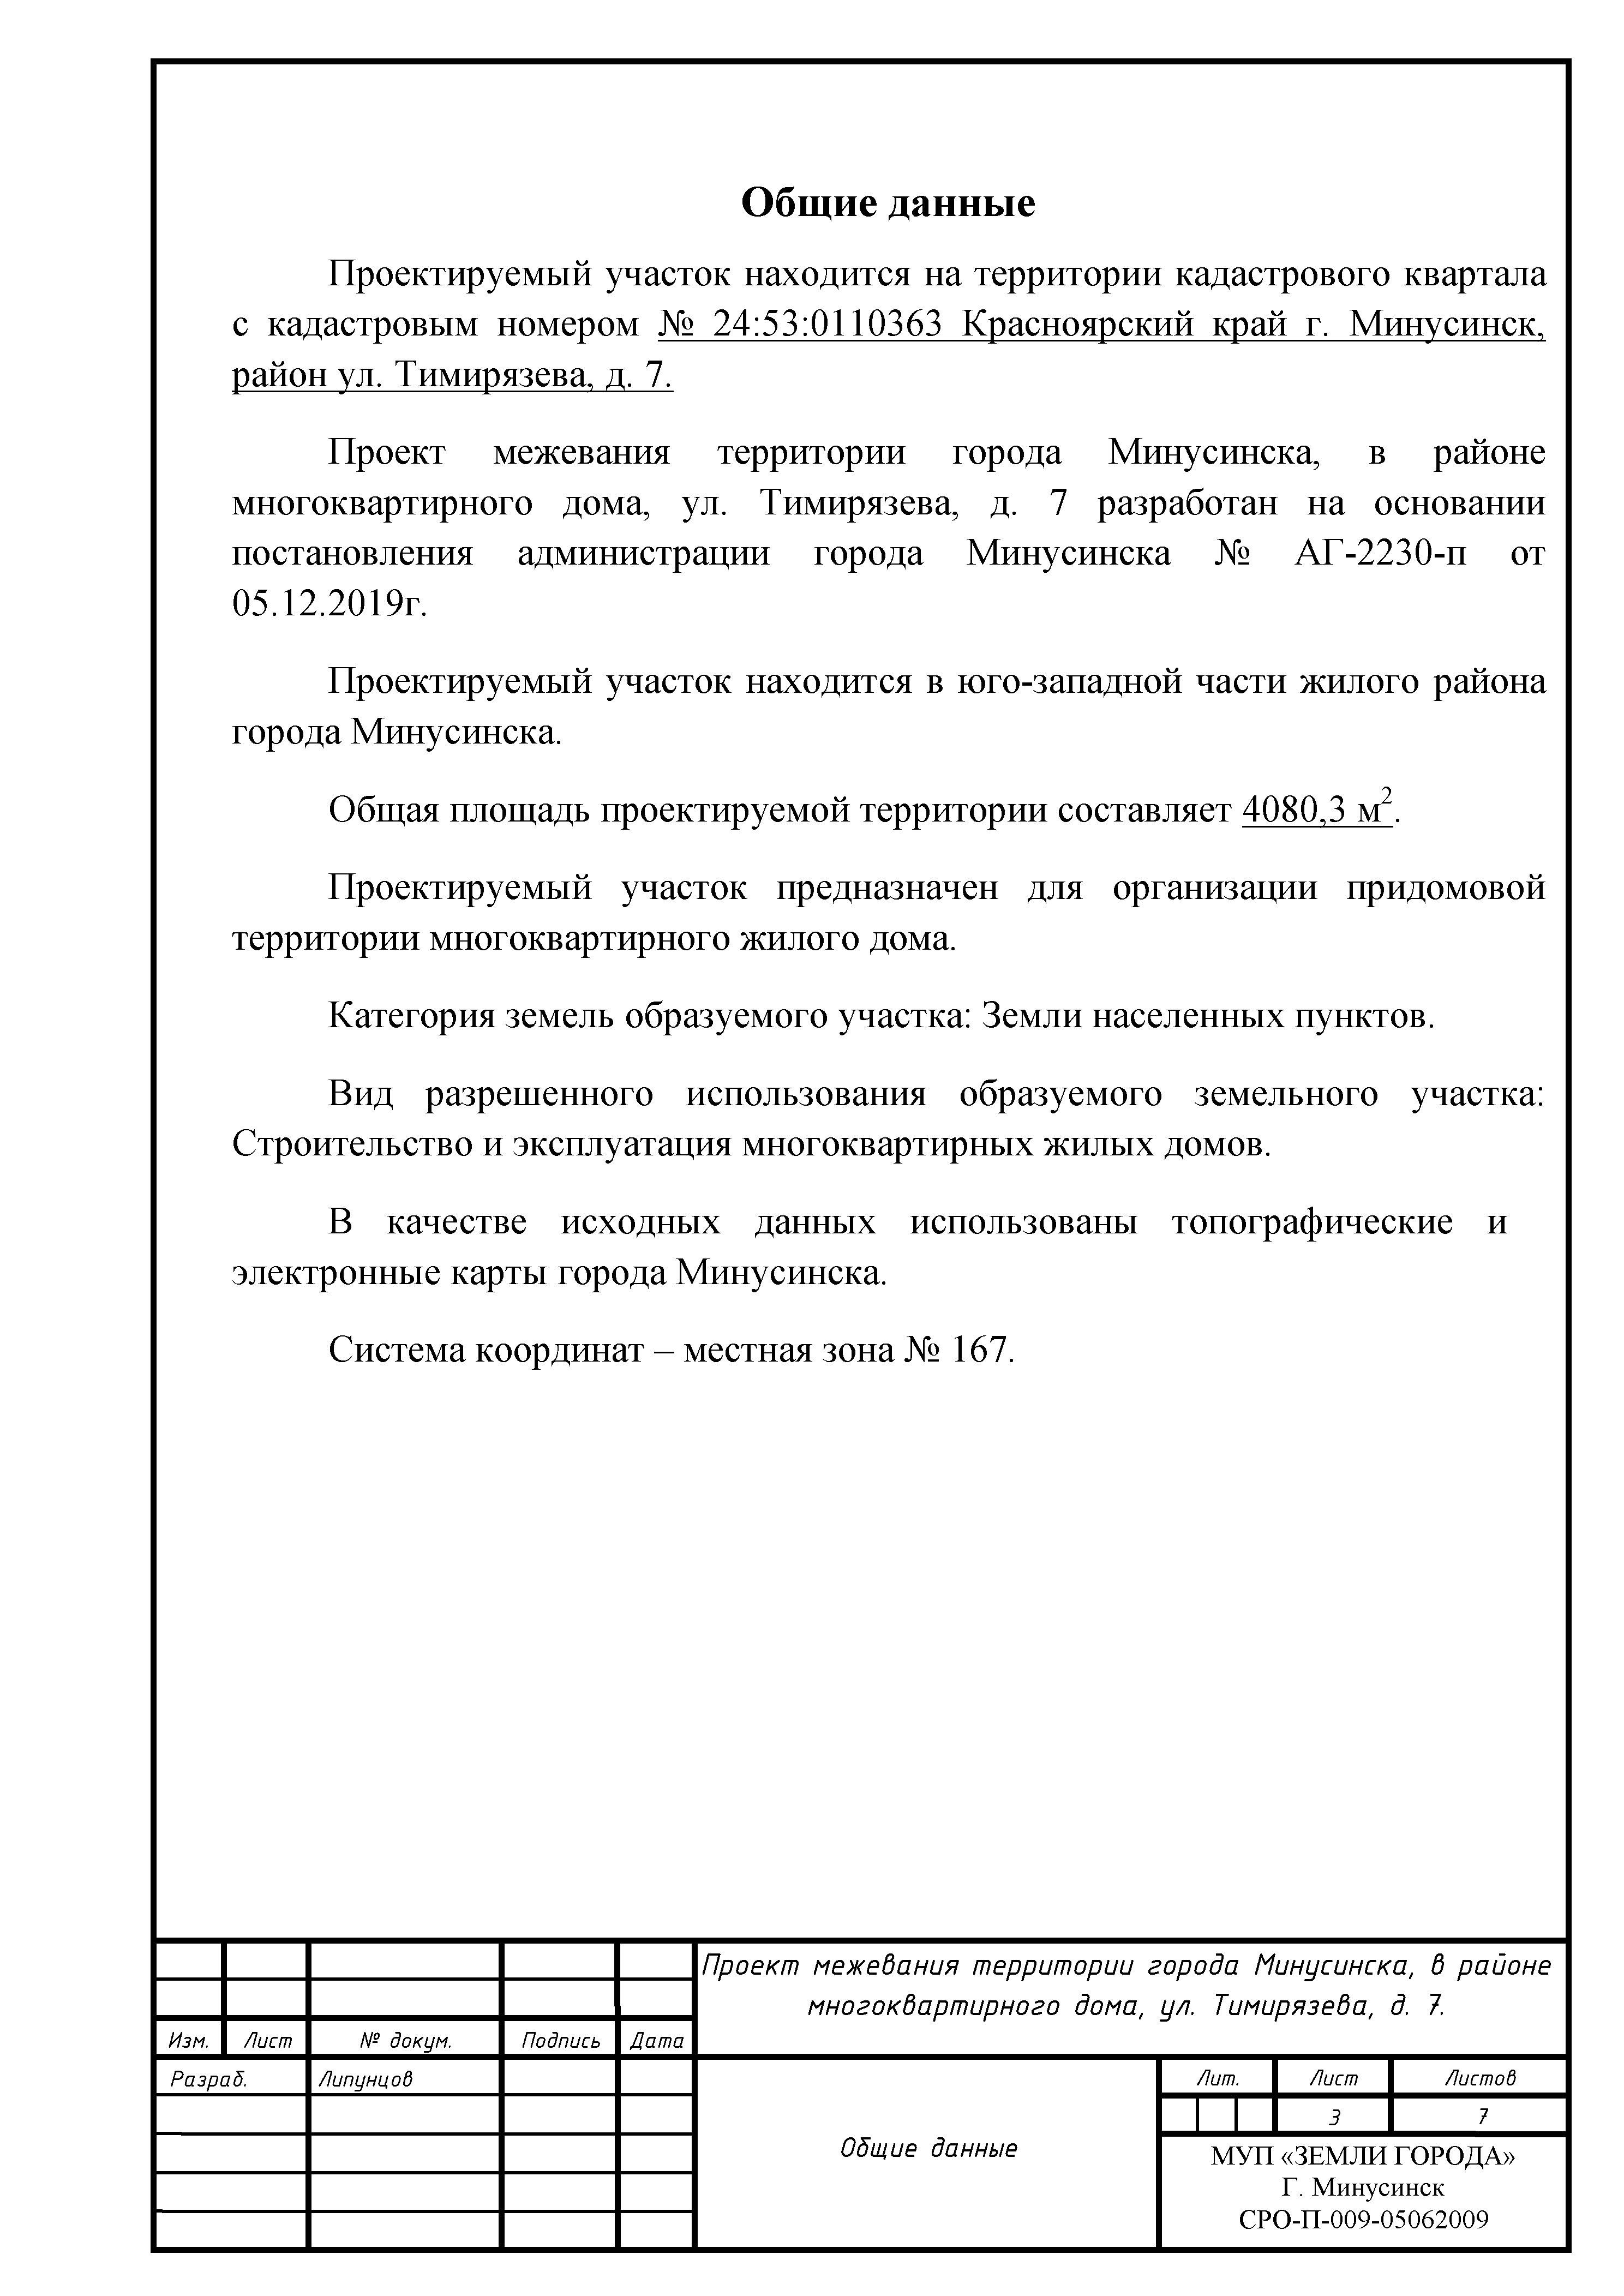 Общие данные
Проектируемый участок находится на территории кадастрового квартала
с кадастровым номером № 24:53:0110363 Красноярский край г. Минусинск,
район ул. Тимирязева, д. 7.
Проект межевания территории города Минусинска, в районе
многоквартирного дома, ул. Тимирязева, д. 7 разработан на основании
постановления администрации города Минусинска № АГ-2230-п от
05.12.2019г.
Проектируемый участок находится в юго-западной части жилого района
города Минусинска.
Общая площадь проектируемой территории составляет 4080,3 м².
Проектируемый участок предназначен для организации придомовой
территории многоквартирного жилого дома.
Категория земель образуемого участка: Земли населенных пунктов.
Вид разрешенного использования образуемого земельного участка:
Строительство и эксплуатация многоквартирных жилых домов.
В качестве исходных данных использованы топографические и
электронные карты города Минусинска.
Система координат – местная зона № 167.
Проект межевания территории города Минусинска, в районе
многоквартирного дома, ул. Тимирязева, д. 7.
Изм. Лист № докум. Подпись Дата
Разраб. Липунцов
Общие данные
Лит. Лист Листов
3 7
МУП «ЗЕМЛИ ГОРОДА»
Г. Минусинск
СРО-П-009-05062009